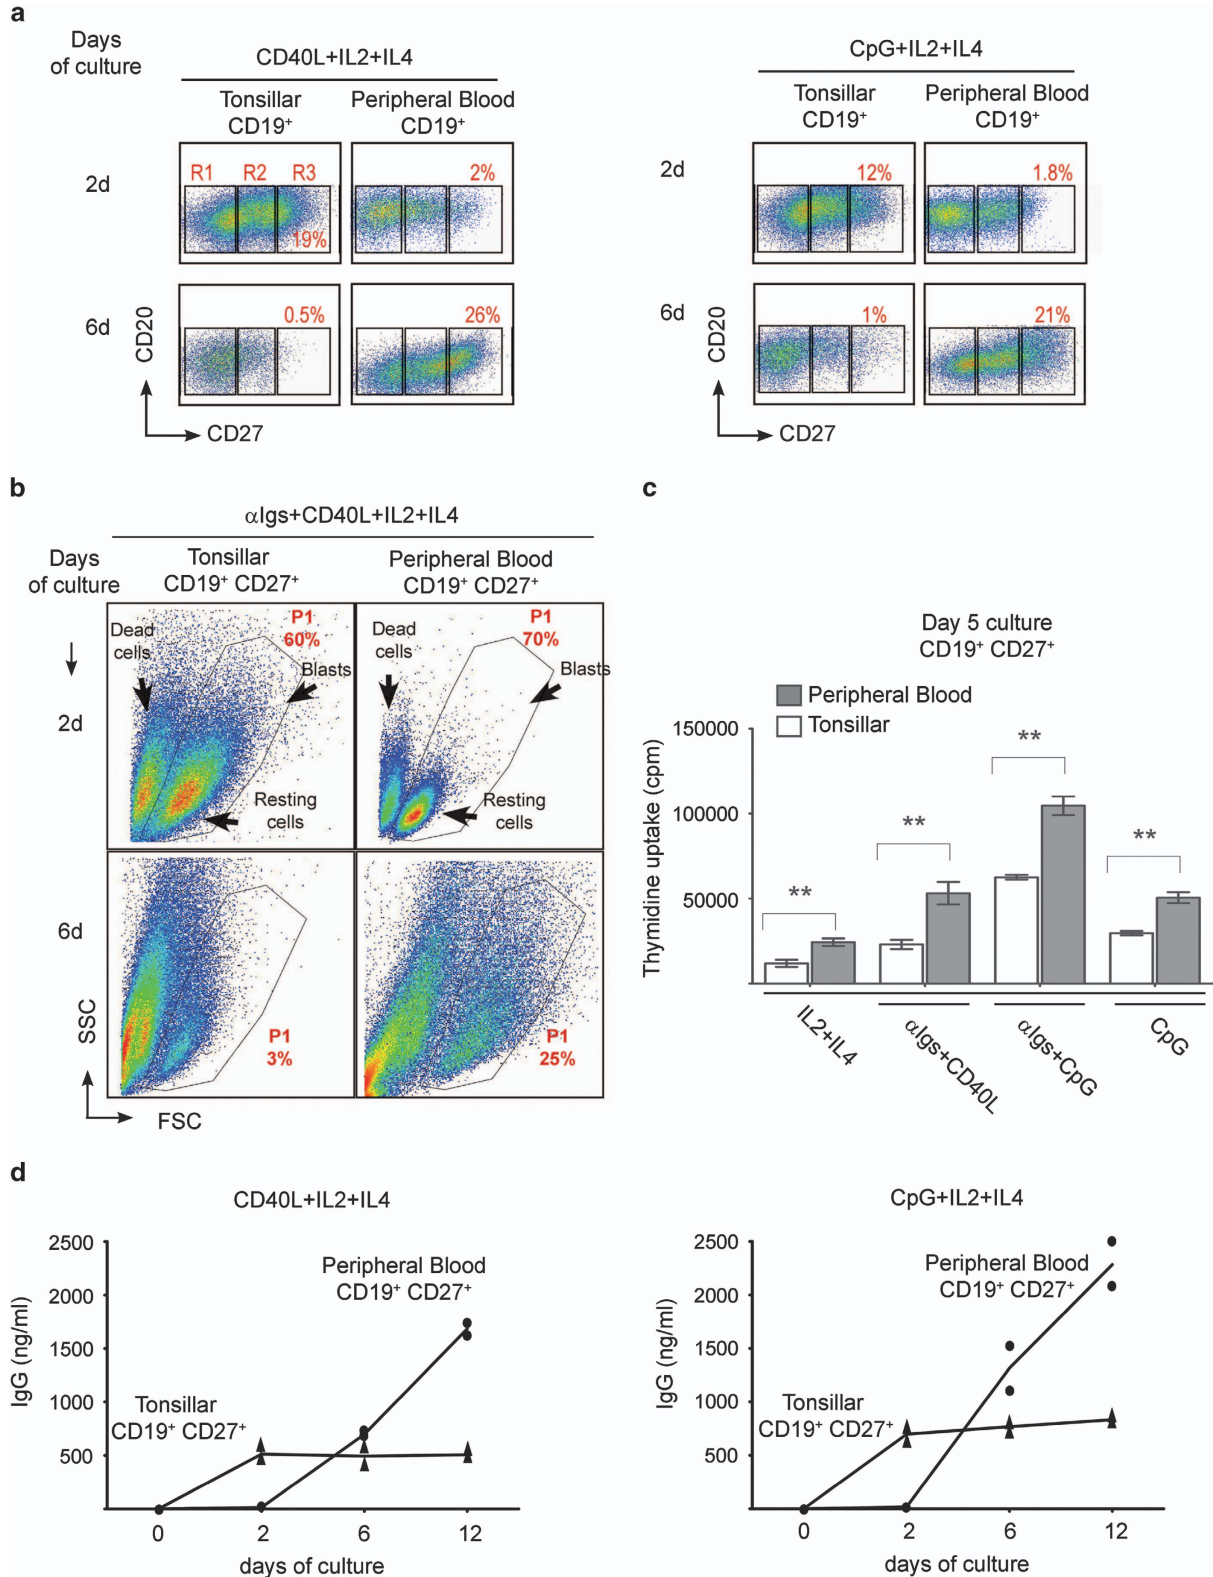 a
Days
of culture
CD40L+IL2+IL4
Tonsillar
CD19⁺
Peripheral Blood
CD19⁺
2d
R1
R2
R3
19%
2%
6d
0.5%
26%
CD20
CD27
CpG+IL2+IL4
Tonsillar
CD19⁺
Peripheral Blood
CD19⁺
2d
12%
1.8%
6d
1%
21%
CD20
CD27
b
αIgs+CD40L+IL2+IL4
Days
of culture
Tonsillar
CD19⁺ CD27⁺
Peripheral Blood
CD19⁺ CD27⁺
2d
Dead
cells
P1
60%
Blasts
Resting
cells
Dead
cells
P1
70%
Blasts
Resting
cells
6d
P1
3%
P1
25%
SSC
FSC
c
Day 5 culture
CD19⁺ CD27⁺
Peripheral Blood
Tonsillar
Thymidine uptake (cpm)
150000
100000
50000
**
**
**
**
IL2+IL4
αIgs+CD40L
αIgs+CpG
CpG
d
CD40L+IL2+IL4
IgG (ng/ml)
2500
2000
1500
1000
500
Peripheral Blood
CD19⁺ CD27⁺
Tonsillar
CD19⁺ CD27⁺
0
2
6
12
days of culture
CpG+IL2+IL4
IgG (ng/ml)
2500
2000
1500
1000
500
Peripheral Blood
CD19⁺ CD27⁺
Tonsillar
CD19⁺ CD27⁺
0
2
6
12
days of culture